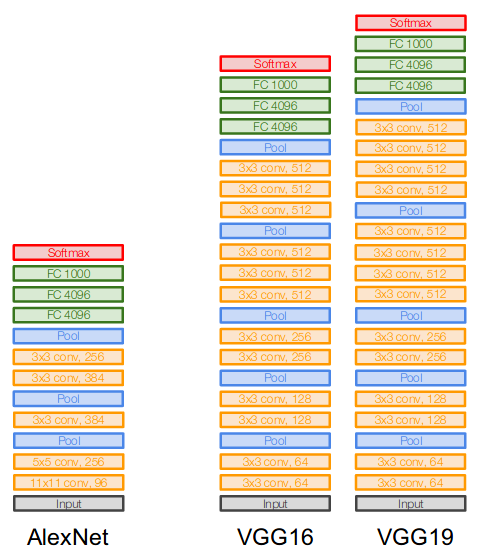 Softmax
FC 1000
FC 4096
FC 4096
Pool
3x3 conv, 256
3x3 conv, 384
Pool
3x3 conv, 384
Pool
5x5 conv, 256
11x11 conv, 96
Input
AlexNet
Softmax
FC 1000
FC 4096
FC 4096
Pool
3x3 conv, 512
3x3 conv, 512
3x3 conv, 512
Pool
3x3 conv, 512
3x3 conv, 512
3x3 conv, 512
Pool
3x3 conv, 256
3x3 conv, 256
Pool
3x3 conv, 128
3x3 conv, 128
Pool
3x3 conv, 64
3x3 conv, 64
Input
VGG16
Softmax
FC 1000
FC 4096
FC 4096
Pool
3x3 conv, 512
3x3 conv, 512
3x3 conv, 512
3x3 conv, 512
Pool
3x3 conv, 512
3x3 conv, 512
3x3 conv, 512
3x3 conv, 512
Pool
3x3 conv, 256
3x3 conv, 256
Pool
3x3 conv, 128
3x3 conv, 128
Pool
3x3 conv, 64
3x3 conv, 64
Input
VGG19